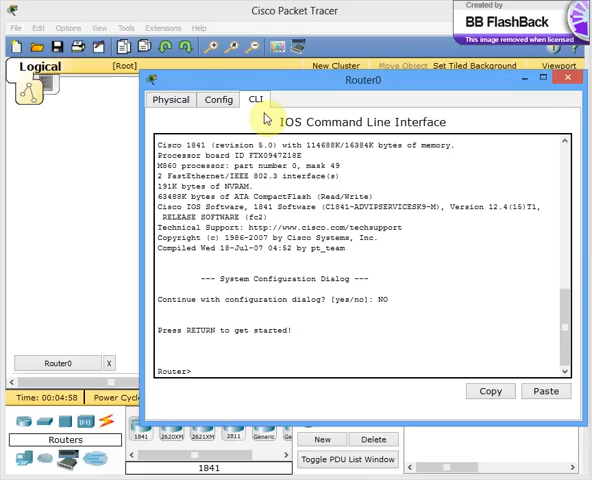 Cisco Packet Tracer
Created by
BB FlashBack
This image removed when licensed
File Edit Options View Tools Extensions Help
Logical
[Root]
New Cluster
Move Object
Set Tiled Background
Viewport
Router0
Physical
Config
CLI
IOS Command Line Interface
Cisco 1841 (revision 5.0) with 114688K/16384K bytes of memory.
Processor board ID FTX0947Z18E
M860 processor: part number 0, mask 49
2 FastEthernet/IEEE 802.3 interface(s)
191K bytes of NVRAM.
63488K bytes of ATA CompactFlash (Read/Write)
Cisco IOS Software, 1841 Software (C1841-ADVIPSERVICESK9-M), Version 12.4(15)T1,
RELEASE SOFTWARE (fc2)
Technical Support: http://www.cisco.com/techsupport
Copyright (c) 1986-2007 by Cisco Systems, Inc.
Compiled Wed 18-Jul-07 04:52 by pt_team
--- System Configuration Dialog ---
Continue with configuration dialog? [yes/no]: NO
Press RETURN to get started!
Router>
Copy
Paste
Router0
X
Time: 00:04:58
Power Cyc
Routers
1841
2620XM
2621XM
2811
Generic
Ge
1841
New
Delete
Toggle PDU List Window